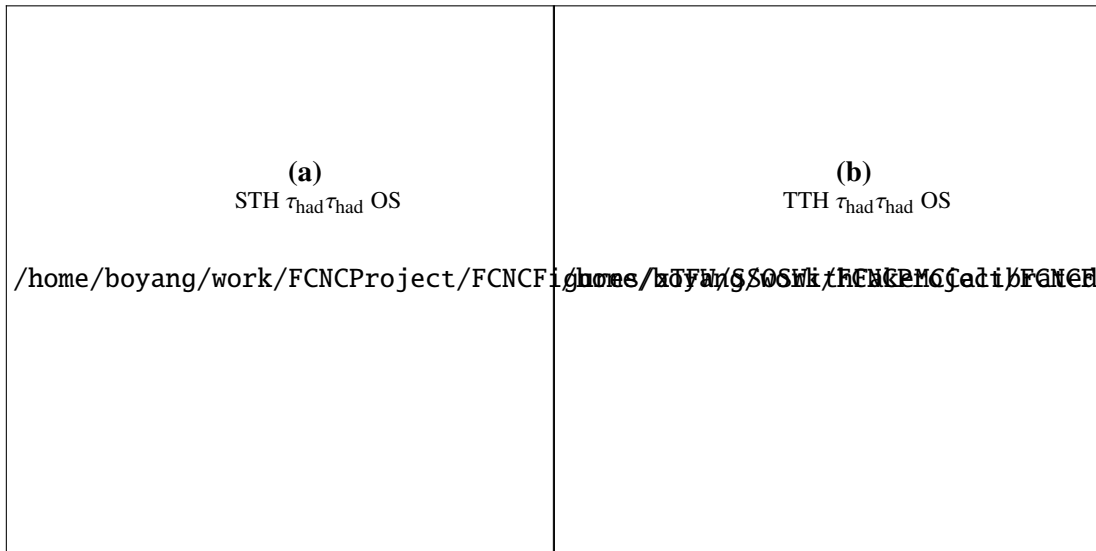 (a)
STH τhadτhad OS
(b)
TTH τhadτhad OS
/home/boyang/work/FCNCProject/FCNCFi